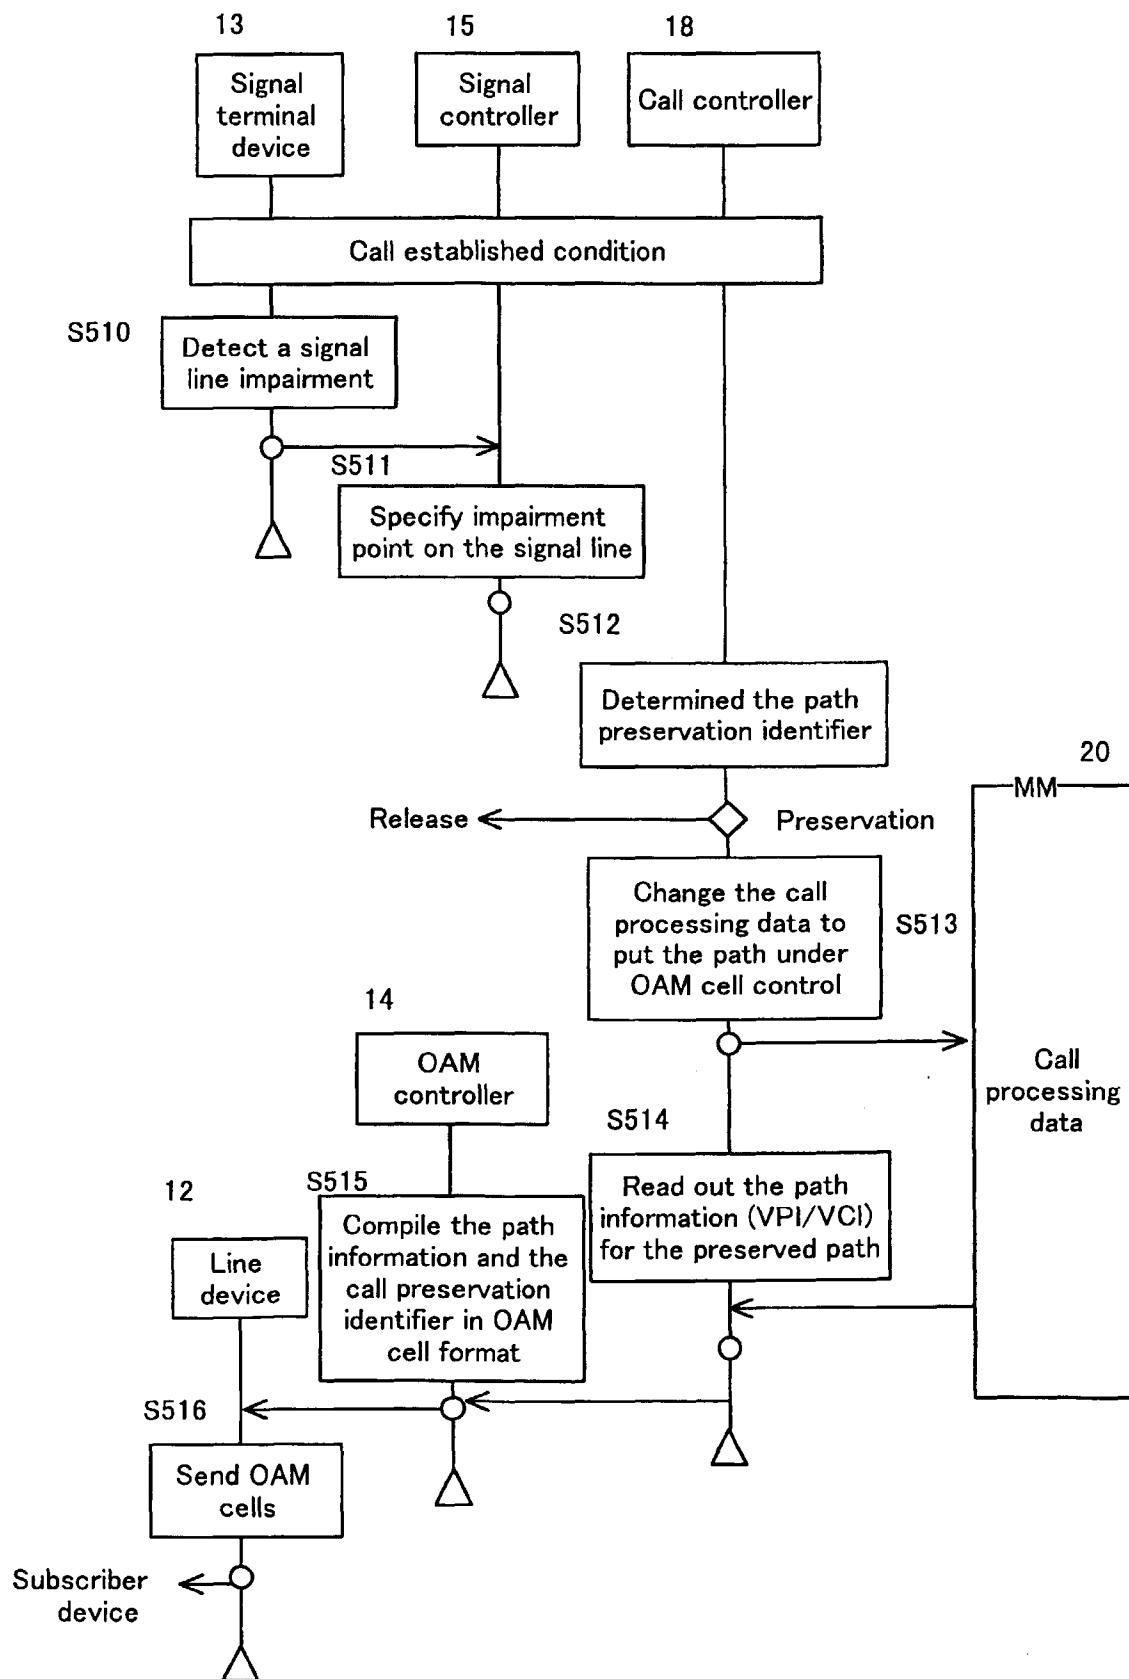 13
15
18
Signal
terminal
device
Signal
controller
Call controller
Call established condition
S510
Detect a signal
line impairment
S511
Specify impairment
point on the signal line
S512
Determined the path
preservation identifier
20
MM
Release
Preservation
Change the call
processing data to
put the path under
OAM cell control
S513
14
OAM
controller
Call
processing
data
S514
Read out the path
information (VPI/VCI)
for the preserved path
S515
Compile the path
information and the
call preservation
identifier in OAM
cell format
12
Line
device
S516
Send OAM
cells
Subscriber
device